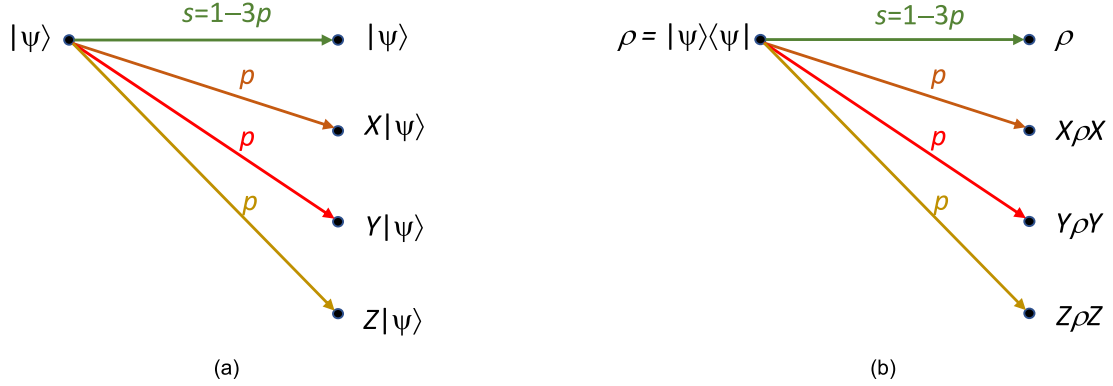 s=1–3p
|ψ⟩
|ψ⟩
p
X|ψ⟩
p
Y|ψ⟩
p
Z|ψ⟩
(a)
s=1–3p
ρ = |ψ⟩⟨ψ|
ρ
p
XρX
p
YρY
p
ZρZ
(b)